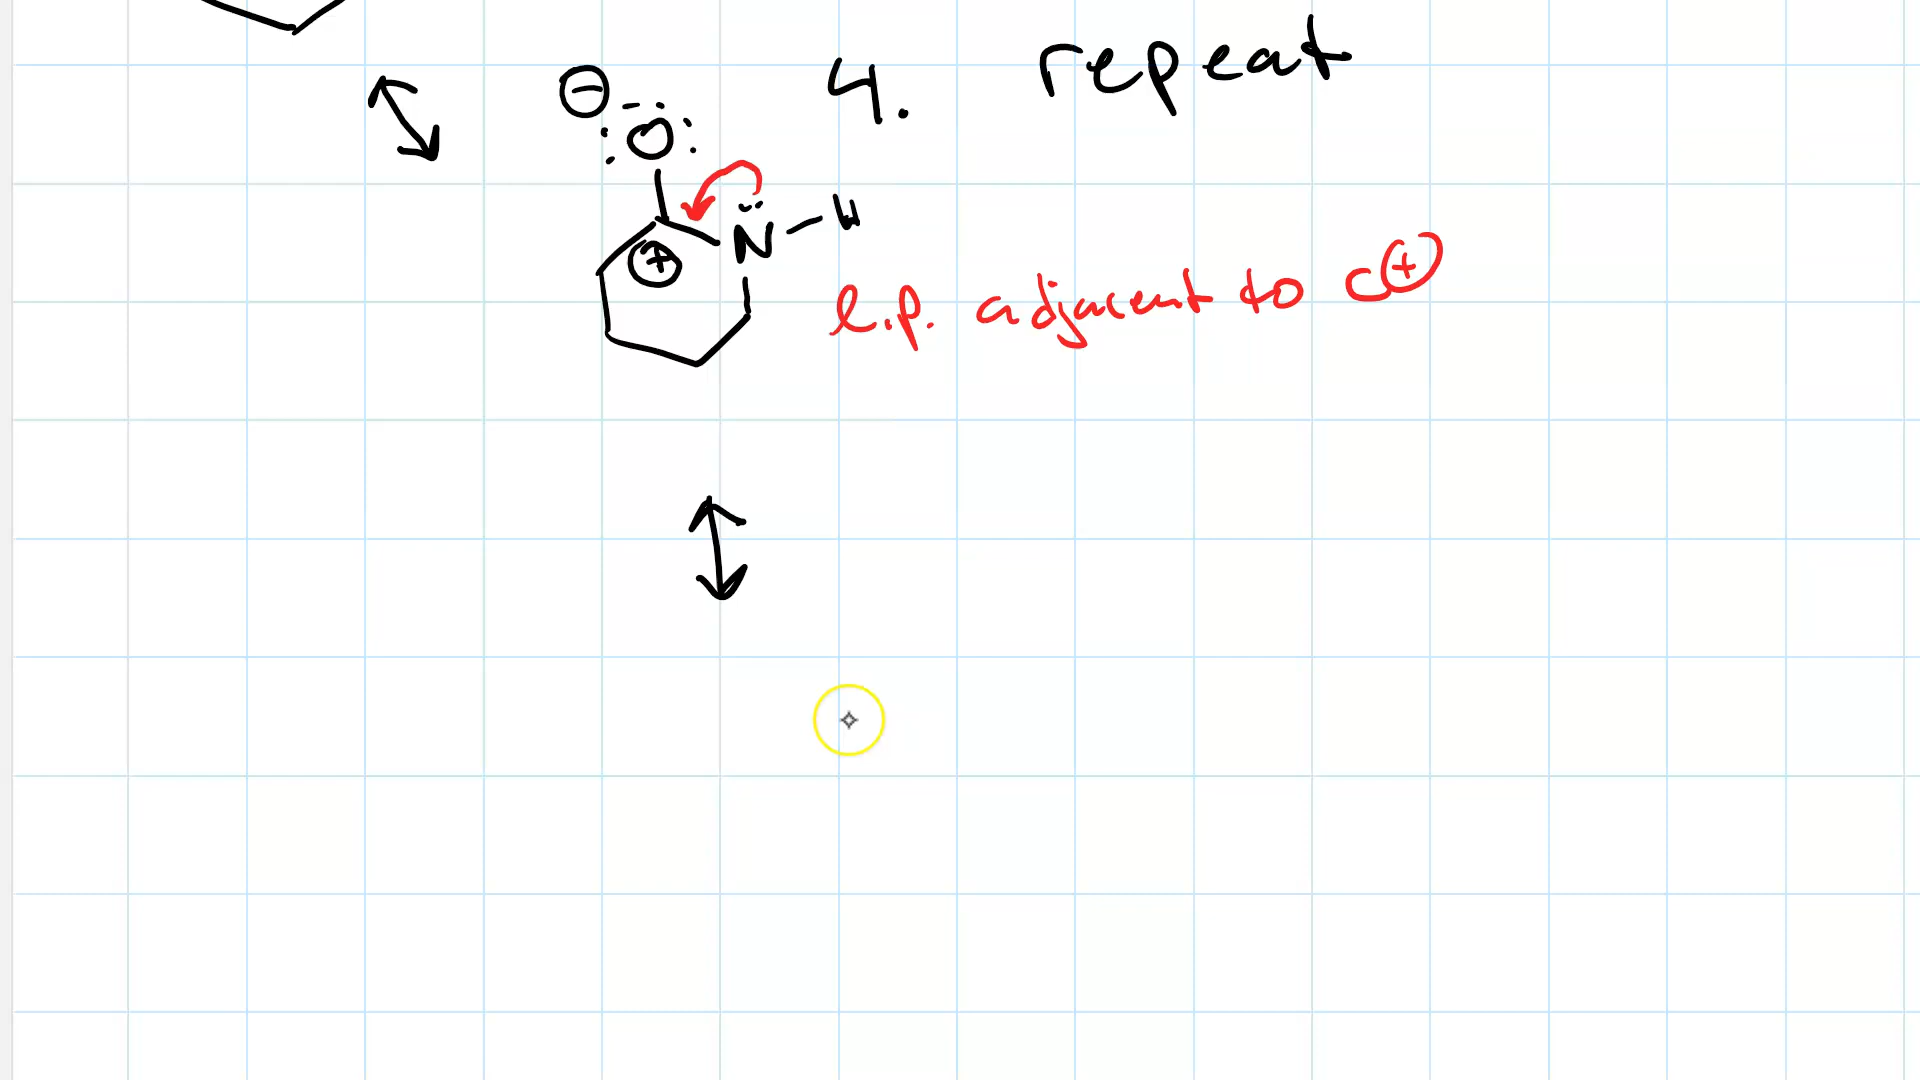 4. repeat
⊖
:Ö:
⊕ N̈-H
l.p. adjacent to C⊕